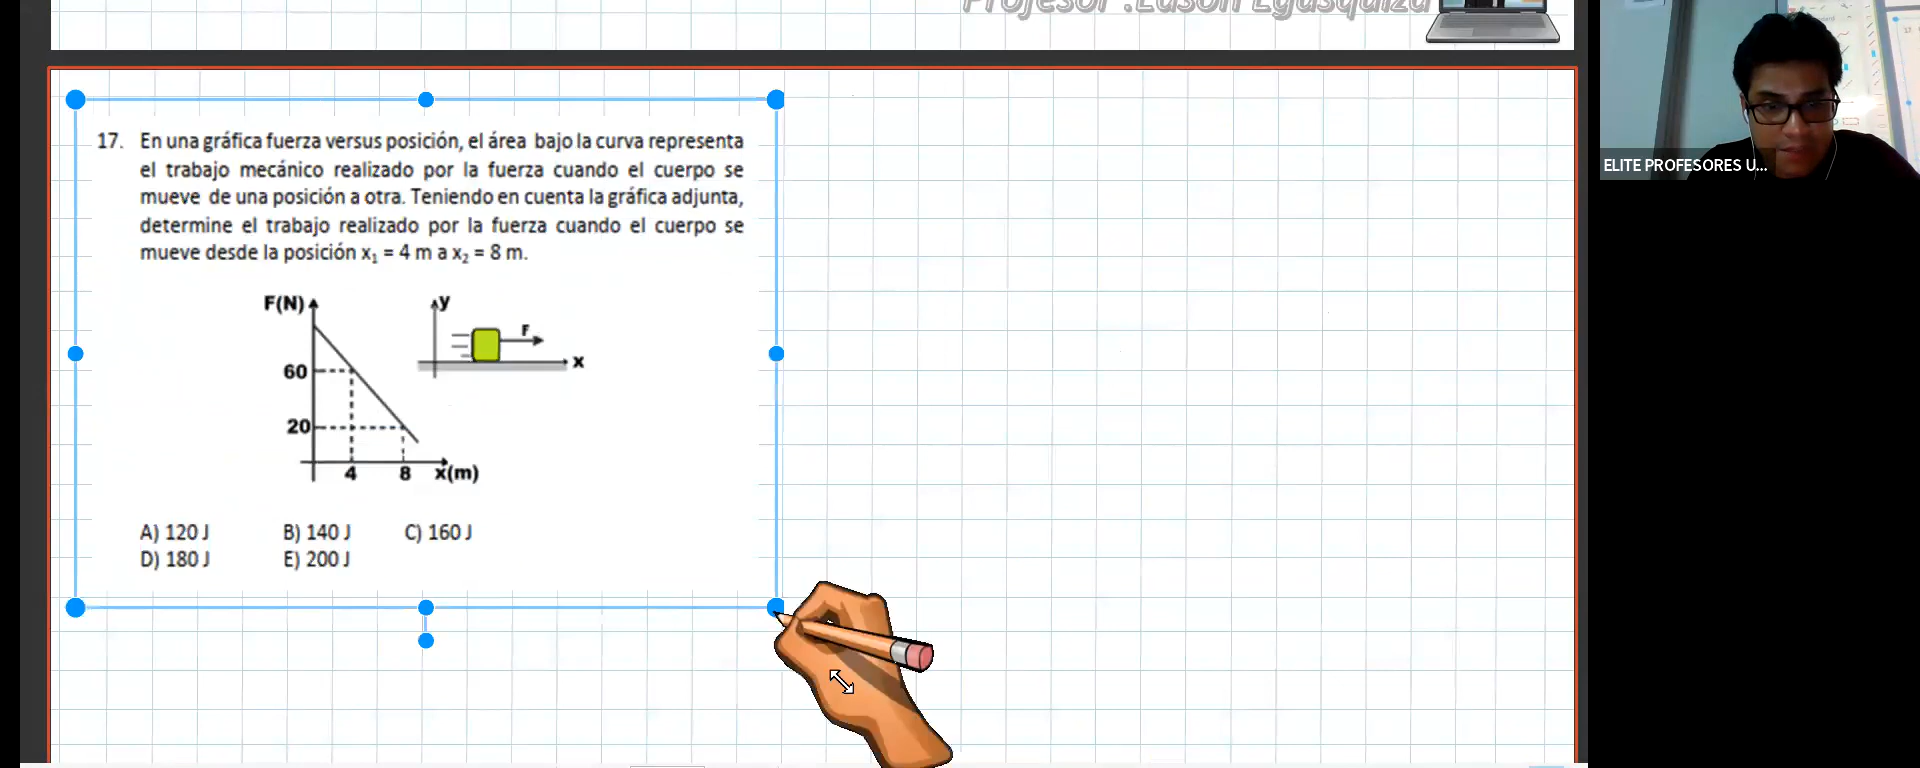 Profesor :Edson Egusquiza
17. En una gráfica fuerza versus posición, el área bajo la curva representa
el trabajo mecánico realizado por la fuerza cuando el cuerpo se
mueve de una posición a otra. Teniendo en cuenta la gráfica adjunta,
determine el trabajo realizado por la fuerza cuando el cuerpo se
mueve desde la posición x₁ = 4 m a x₂ = 8 m.
F(N)
y
F
x
60
20
4 8 x(m)
A) 120 J B) 140 J C) 160 J
D) 180 J E) 200 J
ELITE PROFESORES U...